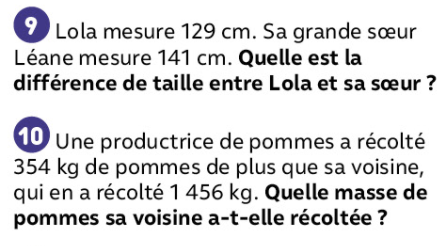 9 Lola mesure 129 cm. Sa grande sœur
Léane mesure 141 cm. Quelle est la
différence de taille entre Lola et sa sœur ?
10 Une productrice de pommes a récolté
354 kg de pommes de plus que sa voisine,
qui en a récolté 1 456 kg. Quelle masse de
pommes sa voisine a-t-elle récoltée ?